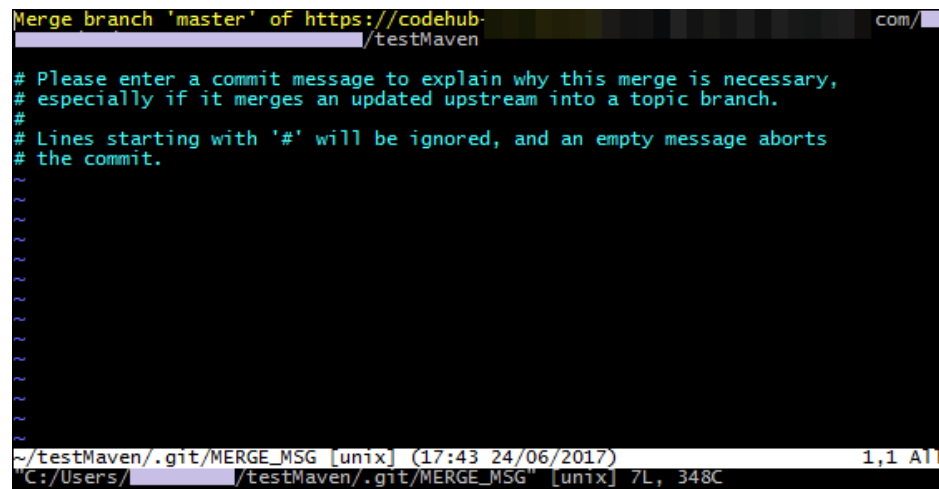 Merge branch 'master' of https://codehub- com/
/testMaven
# Please enter a commit message to explain why this merge is necessary,
# especially if it merges an updated upstream into a topic branch.
#
# Lines starting with '#' will be ignored, and an empty message aborts
# the commit.
~
~
~
~
~
~
~
~
~
~
~
~
~
~
~/testMaven/.git/MERGE_MSG [unix] (17:43 24/06/2017) 1,1 All
"C:/Users/ /testMaven/.git/MERGE_MSG" [unix] 7L, 348C